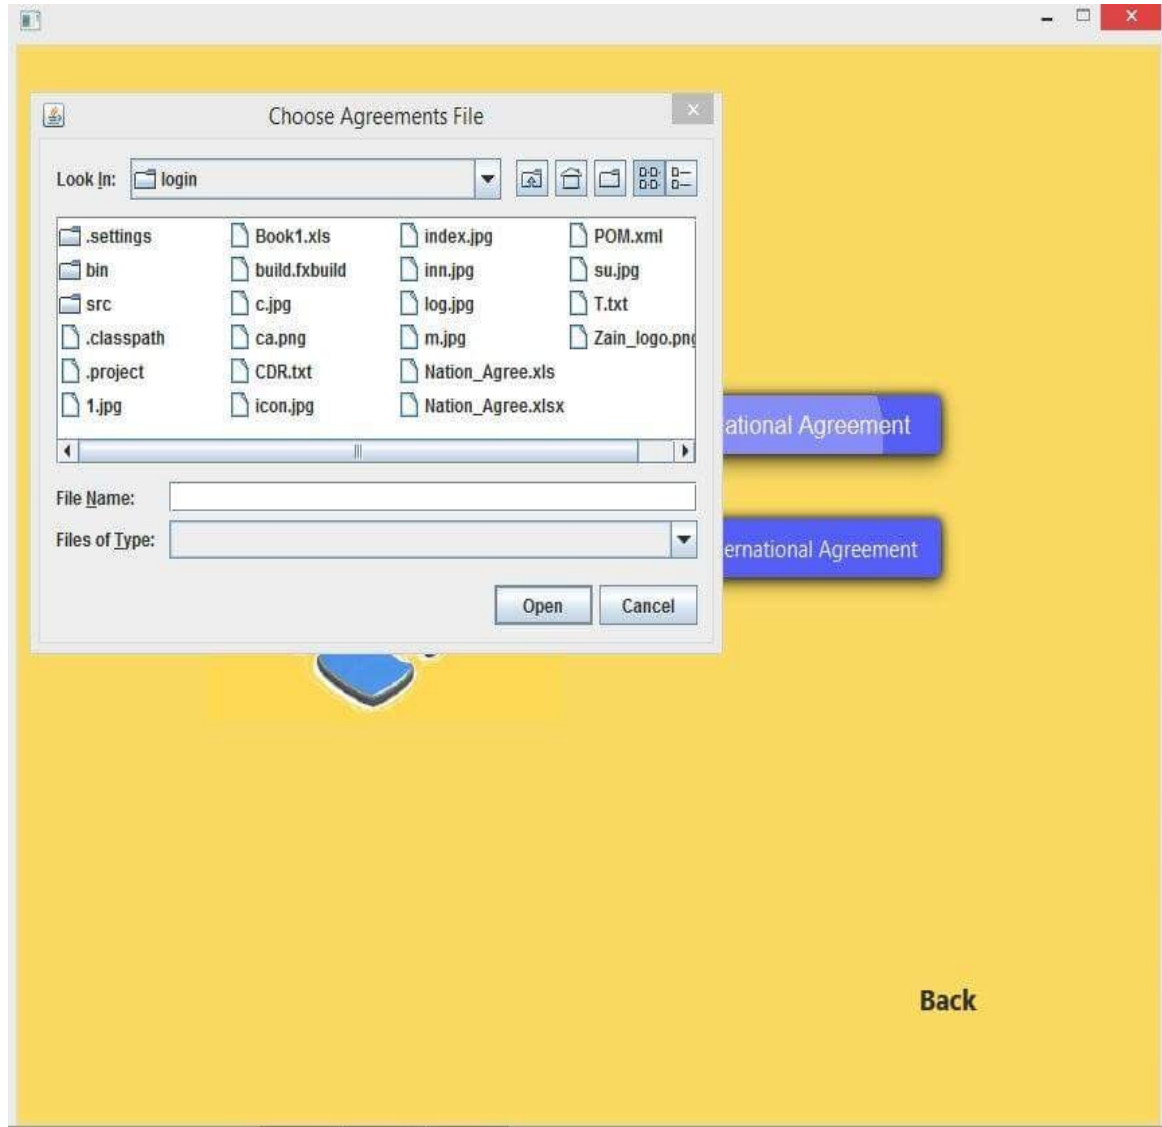 Choose Agreements File
Look In: login
.settings Book1.xls index.jpg POM.xml
bin build.fxbuild inn.jpg su.jpg
src c.jpg log.jpg T.txt
.classpath ca.png m.jpg Zain_logo.png
.project CDR.txt Nation_Agree.xls
1.jpg icon.jpg Nation_Agree.xlsx
ational Agreement
File Name:
Files of Type:
ernational Agreement
Open Cancel
Back